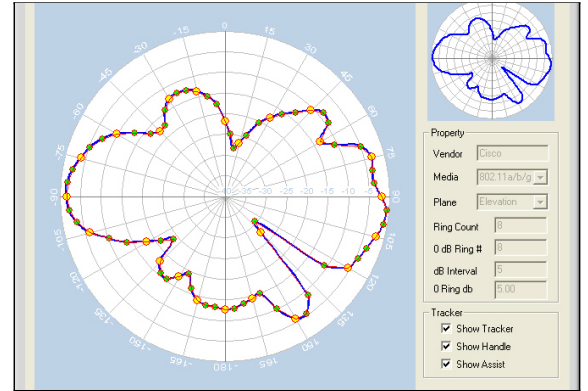 0
-15
15
-30
30
-45
45
-60
60
-75
75
-90
-40 -35 -30 -25 -20 -15 -10 -5
90
-105
105
-120
120
-135
135
-150
150
-165
165
-180
Property
Vendor Cisco
Media 802.11a/b/g
Plane Elevation
Ring Count 8
0 dB Ring # 8
dB Interval 5
0 Ring db 5.00
Tracker
Show Tracker
Show Handle
Show Assist